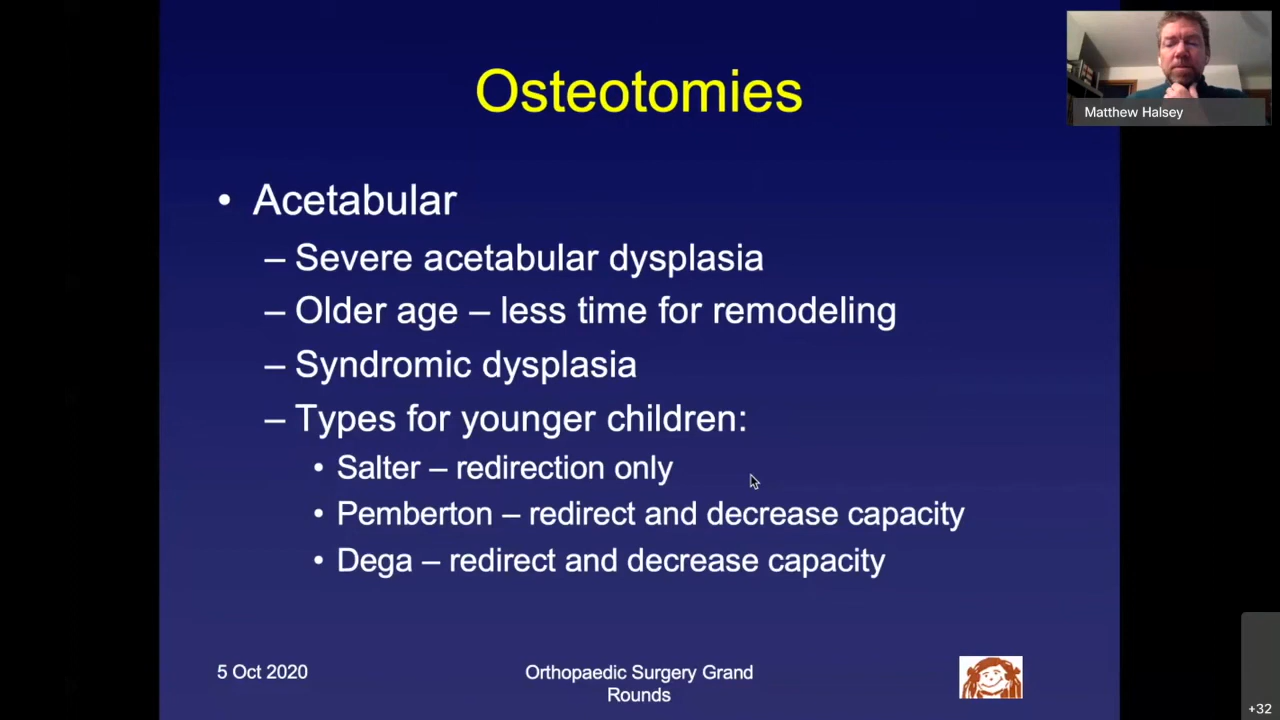 Osteotomies
Matthew Halsey
• Acetabular
– Severe acetabular dysplasia
– Older age – less time for remodeling
– Syndromic dysplasia
– Types for younger children:
• Salter – redirection only
• Pemberton – redirect and decrease capacity
• Dega – redirect and decrease capacity
5 Oct 2020
Orthopaedic Surgery Grand
Rounds
+32